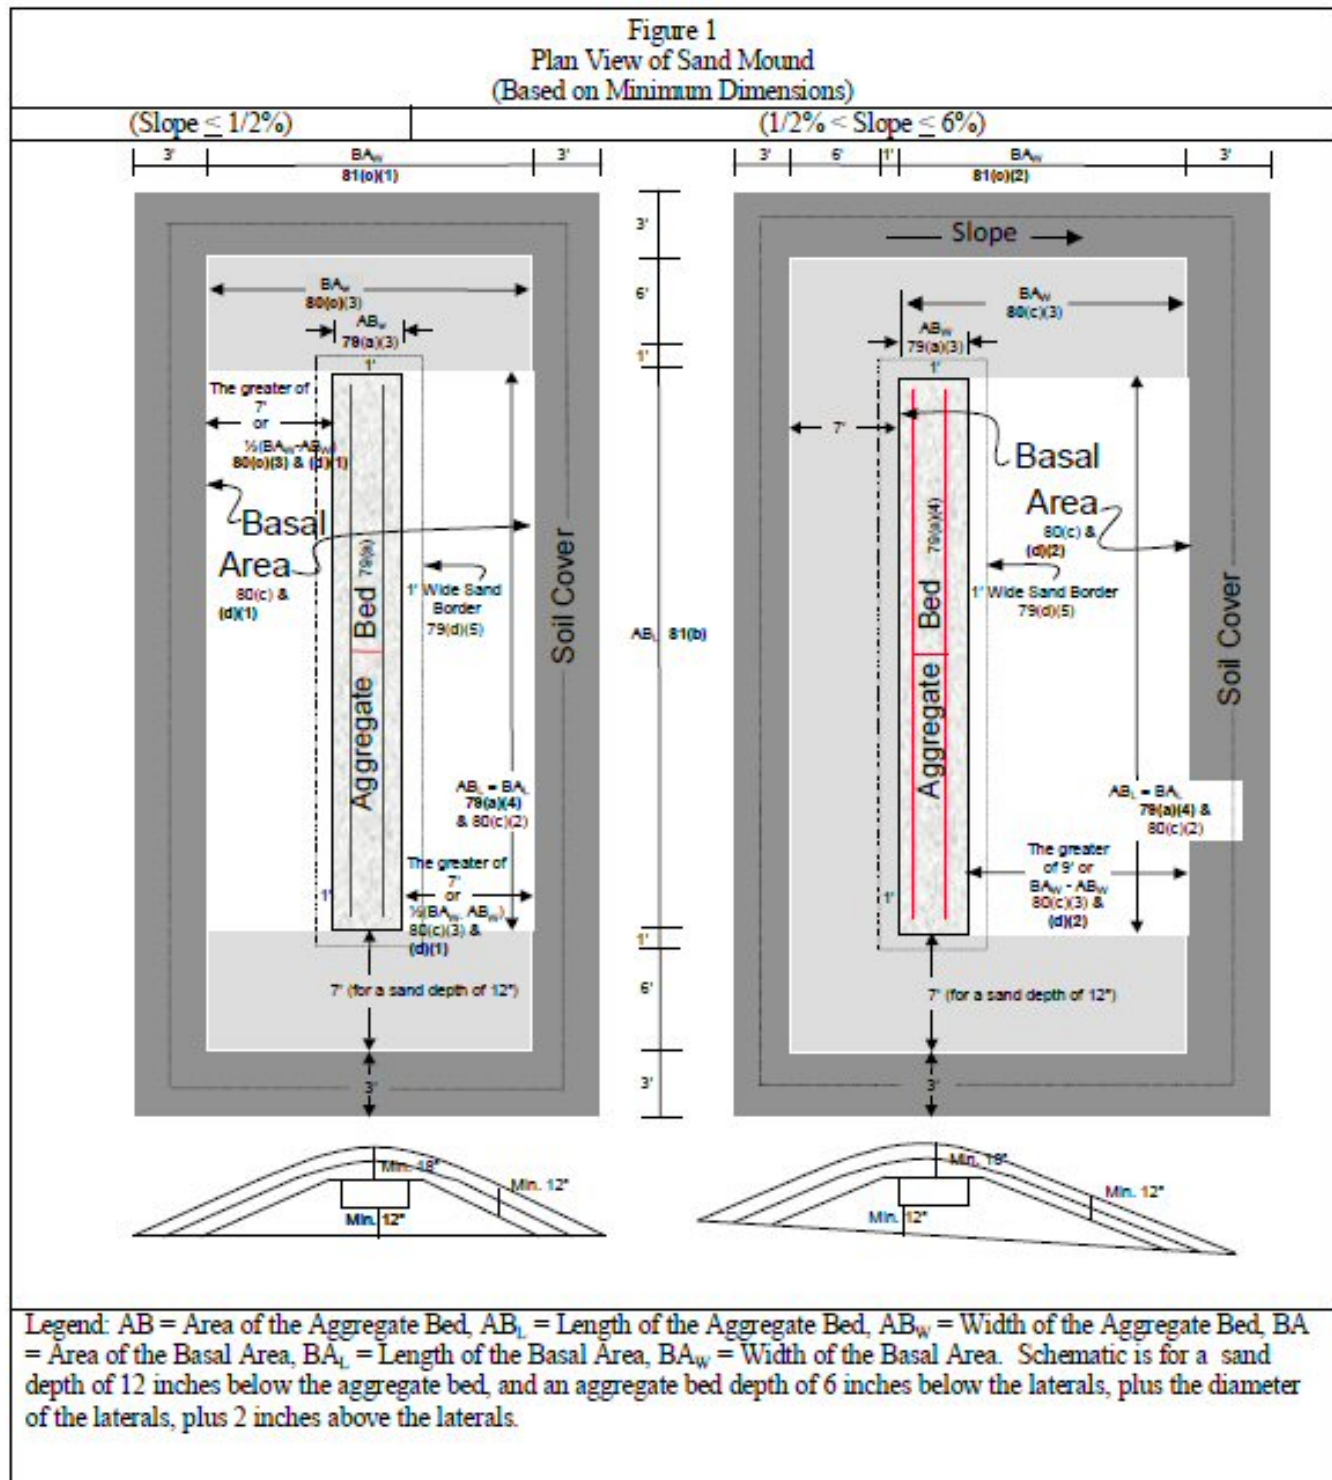 Figure 1
Plan View of Sand Mound
(Based on Minimum Dimensions)
(Slope ≤ 1/2%)
(1/2% < Slope ≤ 6%)
3'
BAW
3'
81(o)(1)
3'
6'
1'
BAW
3'
81(o)(2)
BAW
80(o)(3)
ABW
79(a)(3)
1'
The greater of
7'
or
½(BAW-ABW)
80(o)(3) & (d)(1)
Basal
Area
80(c) &
(d)(1)
Aggregate Bed 79(a)
1' Wide Sand
Border
79(d)(5)
Soil Cover
ABL = BAL
79(a)(4)
& 80(c)(2)
The greater of
7'
or
½(BAW. ABW)
80(c)(3) &
(d)(1)
1'
7' (for a sand depth of 12")
3'
3'
6'
1'
ABL 81(b)
1'
6'
3'
Slope
BAW
80(c)(3)
ABW
79(a)(3)
1'
7'
Basal
Area
80(c) &
(d)(2)
Aggregate Bed 79(a)(4)
1' Wide Sand Border
79(d)(5)
Soil Cover
ABL = BAL
79(a)(4) &
80(c)(2)
The greater
of 9' or
BAW - ABW
80(c)(3) &
(d)(2)
1'
7' (for a sand depth of 12")
3'
Min. 18"
Min. 12"
Min. 12"
Min. 18"
Min. 12"
Min. 12"
Legend: AB = Area of the Aggregate Bed, ABL = Length of the Aggregate Bed, ABW = Width of the Aggregate Bed, BA
= Area of the Basal Area, BAL = Length of the Basal Area, BAW = Width of the Basal Area. Schematic is for a sand
depth of 12 inches below the aggregate bed, and an aggregate bed depth of 6 inches below the laterals, plus the diameter
of the laterals, plus 2 inches above the laterals.